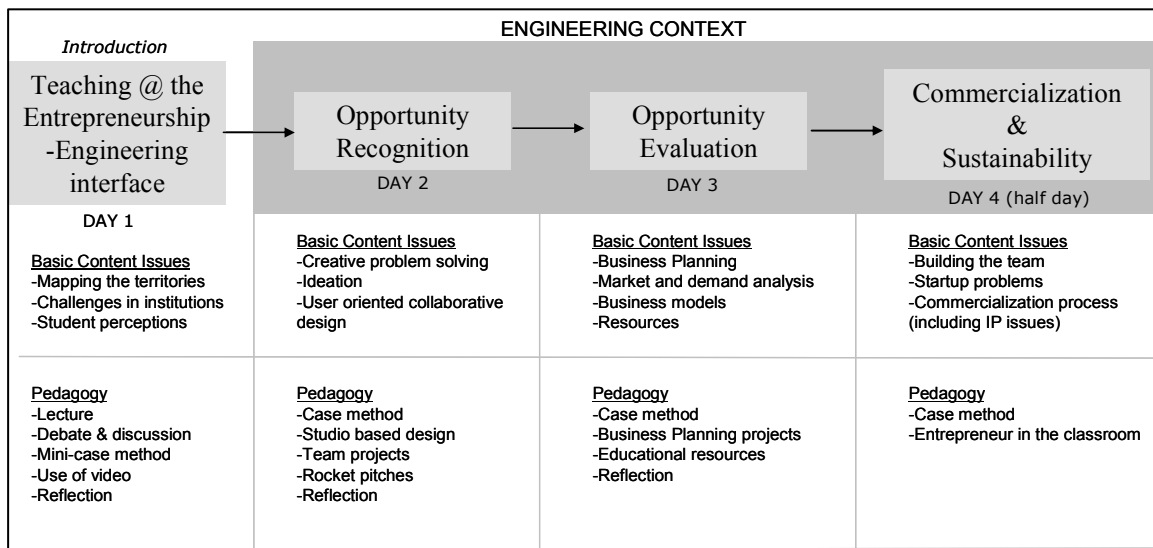 ENGINEERING CONTEXT
Introduction
Teaching @ the
Entrepreneurship
-Engineering
interface
DAY 1
Opportunity
Recognition
DAY 2
Opportunity
Evaluation
DAY 3
Commercialization
&
Sustainability
DAY 4 (half day)
Basic Content Issues
-Mapping the territories
-Challenges in institutions
-Student perceptions
Basic Content Issues
-Creative problem solving
-Ideation
-User oriented collaborative
design
Basic Content Issues
-Business Planning
-Market and demand analysis
-Business models
-Resources
Basic Content Issues
-Building the team
-Startup problems
-Commercialization process
(including IP issues)
Pedagogy
-Lecture
-Debate & discussion
-Mini-case method
-Use of video
-Reflection
Pedagogy
-Case method
-Studio based design
-Team projects
-Rocket pitches
-Reflection
Pedagogy
-Case method
-Business Planning projects
-Educational resources
-Reflection
Pedagogy
-Case method
-Entrepreneur in the classroom